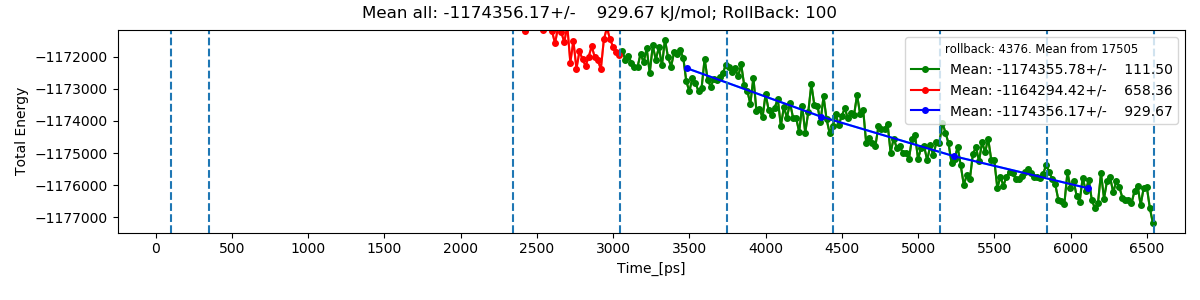 Mean all: -1174356.17+/-    929.67 kJ/mol; RollBack: 100
rollback: 4376. Mean from 17505
Mean: -1174355.78+/-    111.50
Mean: -1164294.42+/-    658.36
Mean: -1174356.17+/-    929.67
Total Energy
−1172000
−1173000
−1174000
−1175000
−1176000
−1177000
0 500 1000 1500 2000 2500 3000 3500 4000 4500 5000 5500 6000 6500
Time_[ps]